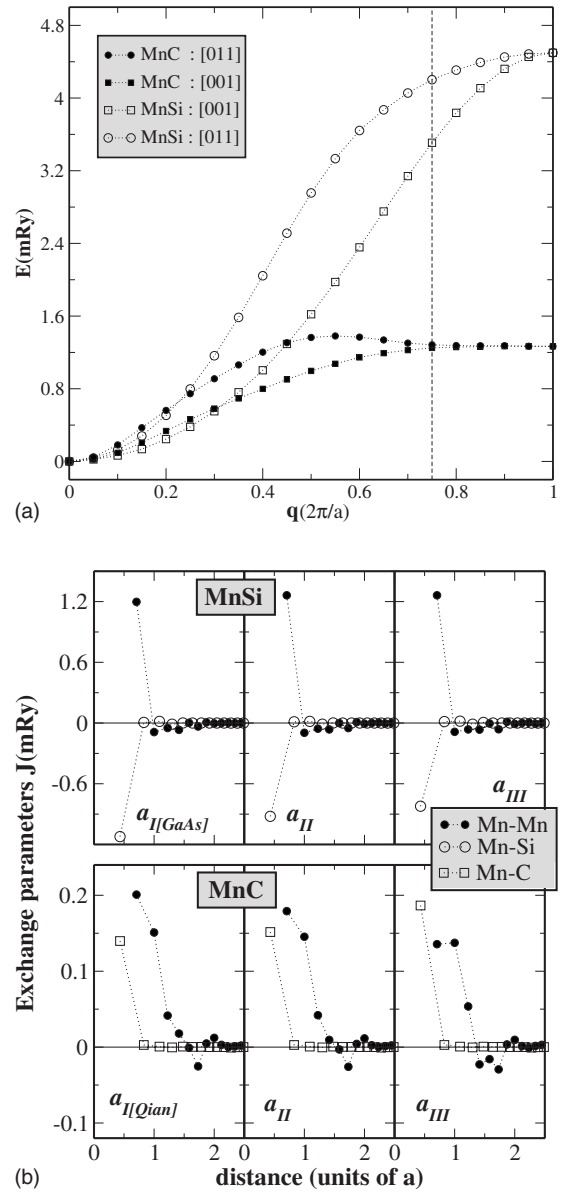 4.8
4
3.2
2.4
1.6
0.8
0
E(mRy)
MnC : [011]
MnC : [001]
MnSi : [001]
MnSi : [011]
0 0.2 0.4 0.6 0.8 1
q(2π/a)
(a)
Exchange parameters J(mRy)
1.2
0.6
0
-0.6
MnSi
a_I[GaAs]
a_II
a_III
Mn-Mn
Mn-Si
Mn-C
0.2
0.1
0
-0.1
MnC
a_I[Qian]
a_II
a_III
0 1 2 0 1 2 0 1 2
distance (units of a)
(b)